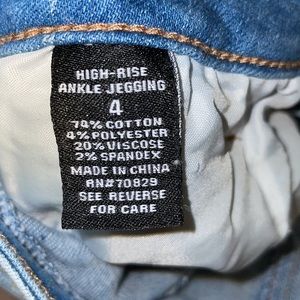 HIGH-RISE
ANKLE JEGGING
4
74% COTTON
4% POLYESTER
20% VISCOSE
2% SPANDEX
MADE IN CHINA
RN#70829
SEE REVERSE
FOR CARE